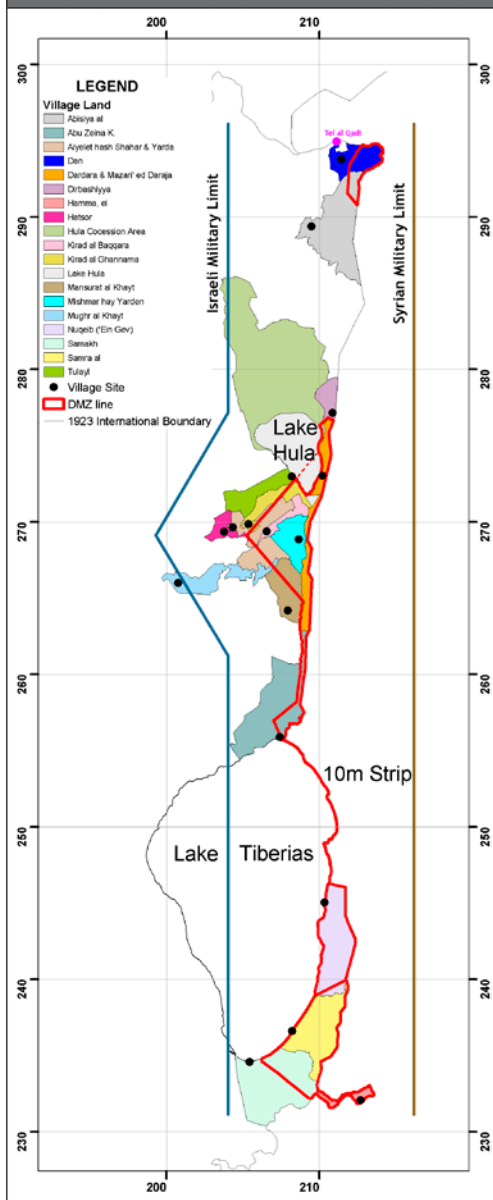 200
210
300
LEGEND
Village Land
Abisiya al
Abu Zeina K.
Aiyelet hash Shahar & Yarda
Dan
Dardara & Mazari' ed Daraja
Dirbashiyya
Hamma, el
Hatsor
Hula Cocession Area
Kirad al Baqqara
Kirad al Ghannama
Lake Hula
Mansurat al Khayt
Mishmar hay Yarden
Mughr al Khayt
Nuqeib ('Ein Gev)
Samakh
Samra al
Tulayl
Village Site
DMZ line
1923 International Boundary
Tel al Qadi
Israeli Military Limit
Syrian Military Limit
300
290
290
280
280
Lake
Hula
270
270
260
260
10m Strip
250
250
Lake Tiberias
240
240
230
230
200
210